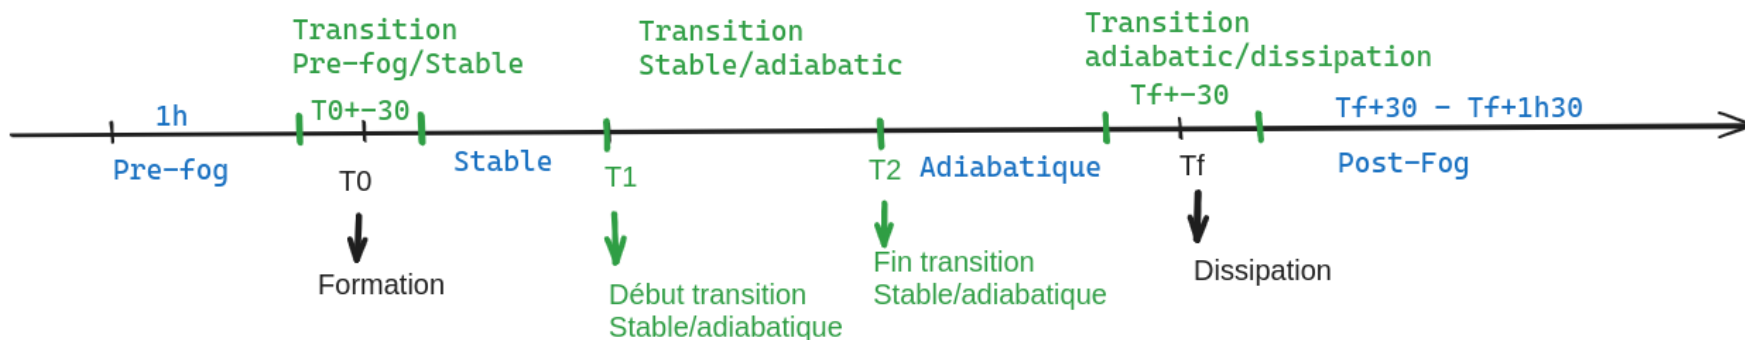 Transition
Pre-fog/Stable
Transition
Stable/adiabatic
Transition
adiabatic/dissipation
1h
T0+-30
Tf+-30
Tf+30 - Tf+1h30
Pre-fog
T0
Stable
T1
T2
Adiabatique
Tf
Post-Fog
Formation
Début transition
Stable/adiabatique
Fin transition
Stable/adiabatique
Dissipation